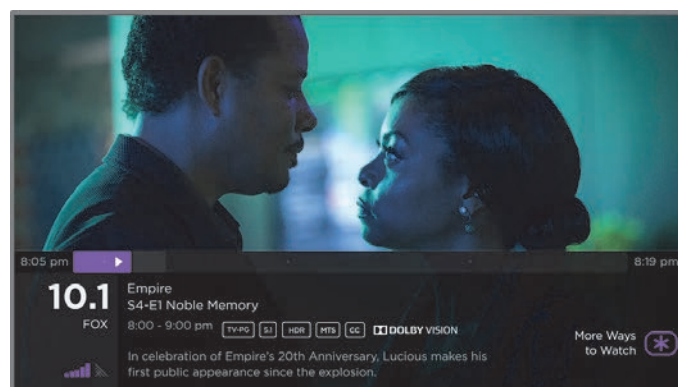 8:05 pm 8:19 pm
10.1
FOX
Empire
S4-E1 Noble Memory
8:00 - 9:00 pm TV-PG 5.1 HDR MTS CC DOLBY VISION
In celebration of Empire's 20th Anniversary, Lucious makes his
first public appearance since the explosion.
More Ways
to Watch